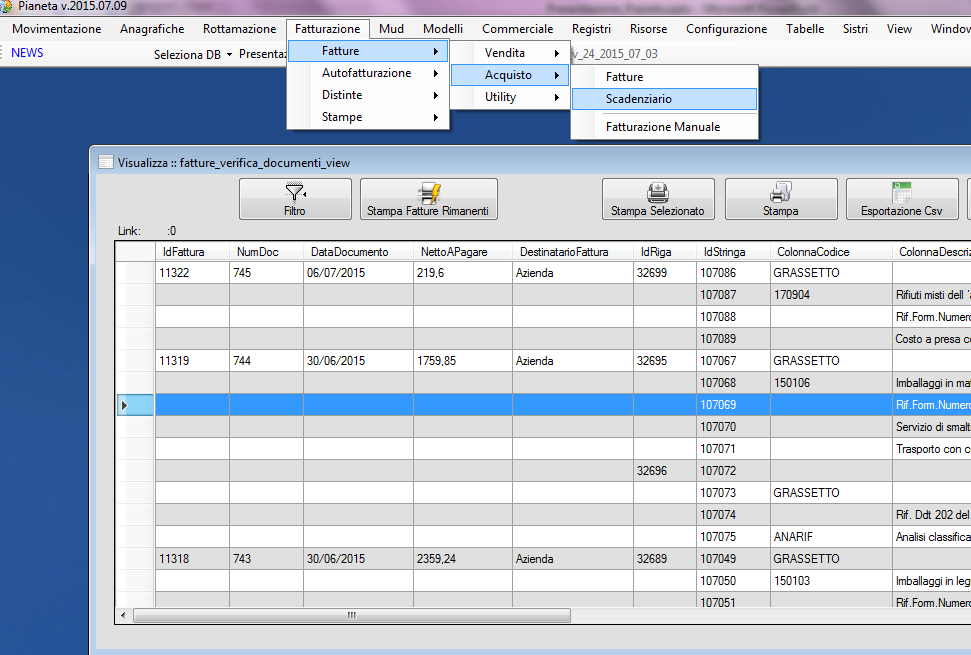 Pianeta v.2015.07.09
Movimentazione Anagrafiche Rottamazione Fatturazione Mud Modelli Commerciale Registri Risorse Configurazione Tabelle Sistri View Window
NEWS Seleziona DB Presentaz v_24_2015_07_03
Fatture Vendita
Autofatturazione Acquisto Fatture
Distinte Utility Scadenziario
Stampe Fatturazione Manuale
Visualizza :: fatture_verifica_documenti_view
Filtro Stampa Fatture Rimanenti Stampa Selezionato Stampa Esportazione Csv
Link: :0
IdFattura NumDoc DataDocumento NettoAPagare DestinatarioFattura IdRiga IdStringa ColonnaCodice ColonnaDescriz
11322 745 06/07/2015 219,6 Azienda 32699 107086 GRASSETTO
107087 170904 Rifiuti misti dell 'a
107088 Rif.Form.Numero
107089 Costo a presa co
11319 744 30/06/2015 1759,85 Azienda 32695 107067 GRASSETTO
107068 150106 Imballaggi in mat
107069 Rif.Form.Numero
107070 Servizio di smalt
107071 Trasporto con co
32696 107072
107073 GRASSETTO
107074 Rif. Ddt 202 del
107075 ANARIF Analisi classifica
11318 743 30/06/2015 2359,24 Azienda 32689 107049 GRASSETTO
107050 150103 Imballaggi in leg
107051 Rif.Form.Numero